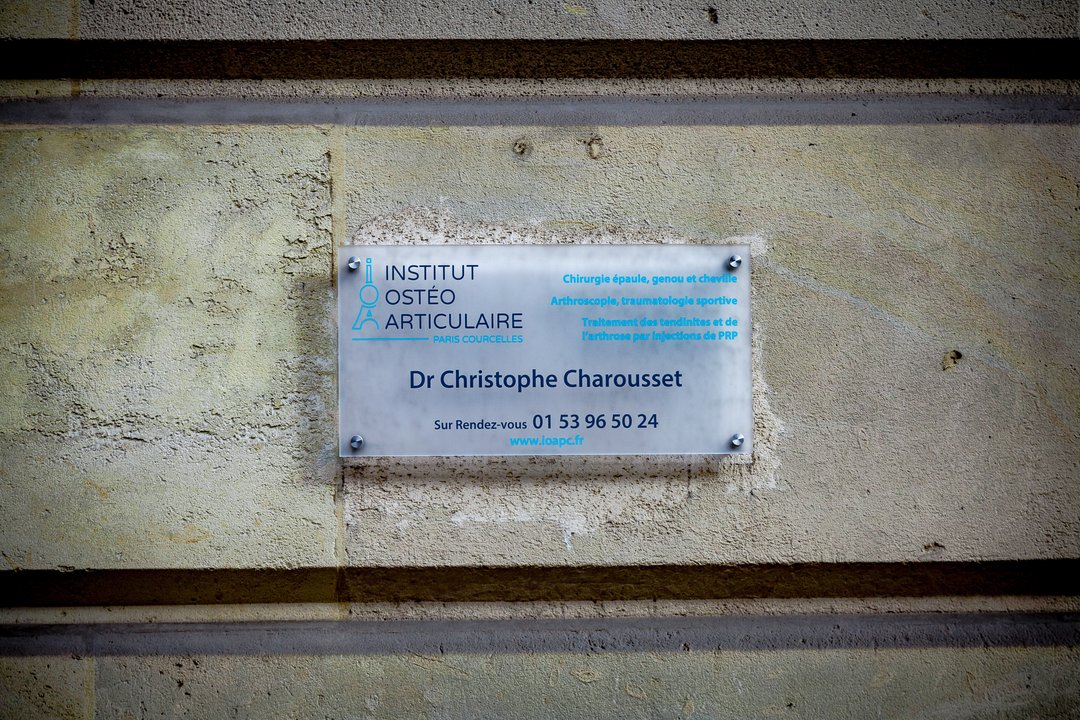 INSTITUT
OSTÉO
ARTICULAIRE
PARIS COURCELLES
Chirurgie épaule, genou et cheville
Arthroscopie, traumatologie sportive
Traitement des tendinites et de
l'arthrose par injections de PRP
Dr Christophe Charousset
Sur Rendez-vous 01 53 96 50 24
www.ioapc.fr